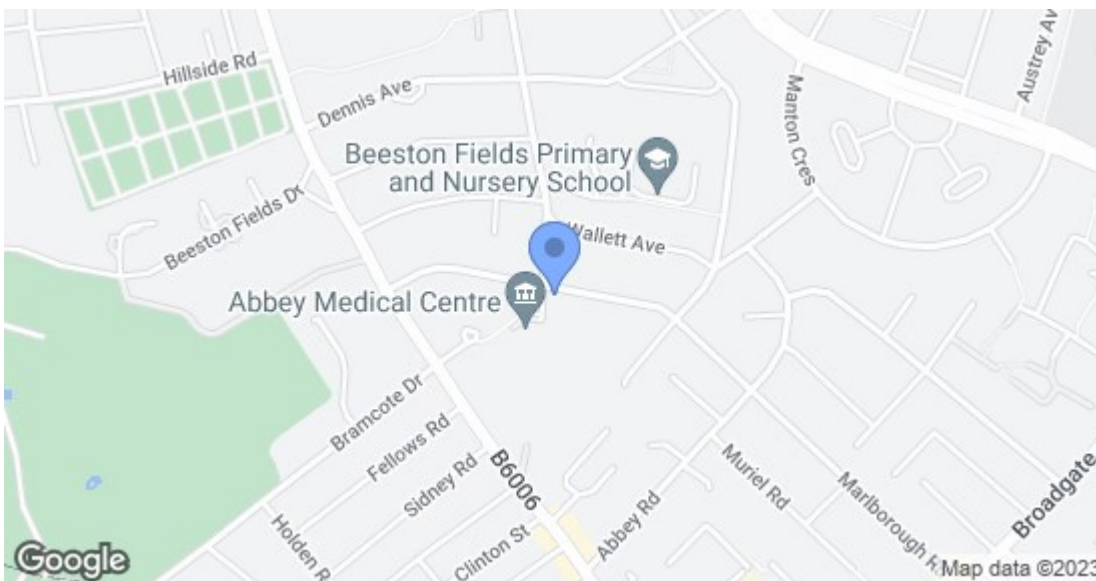 Hillside Rd
Dennis Ave
Austrey Av
Manton Cres
Beeston Fields Primary
and Nursery School
Beeston Fields Dr
Wallett Ave
Abbey Medical Centre
Bramcote Dr
Fellows Rd
Sidney Rd
B6006
Muriel Rd
Marlborough R
Broadgate
Holden R
Clinton St
Abbey Rd
Google
Map data ©2023